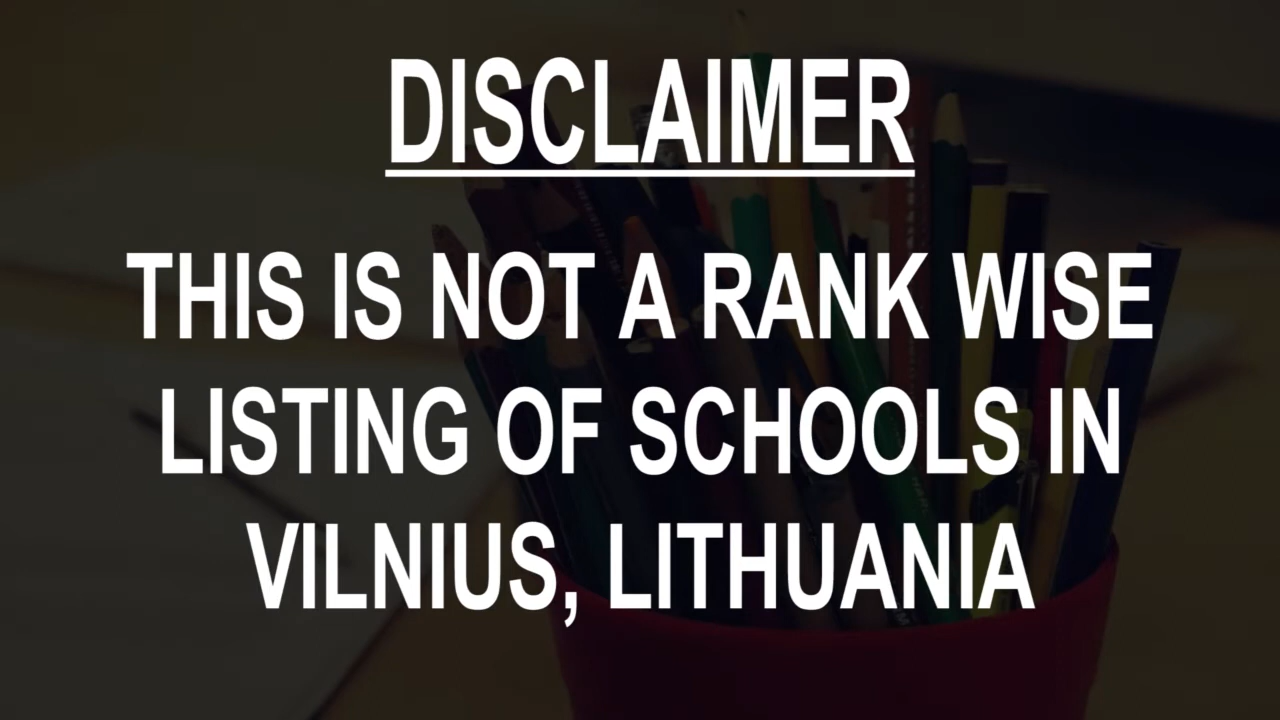 DISCLAIMER
THIS IS NOT A RANK WISE
LISTING OF SCHOOLS IN
VILNIUS, LITHUANIA